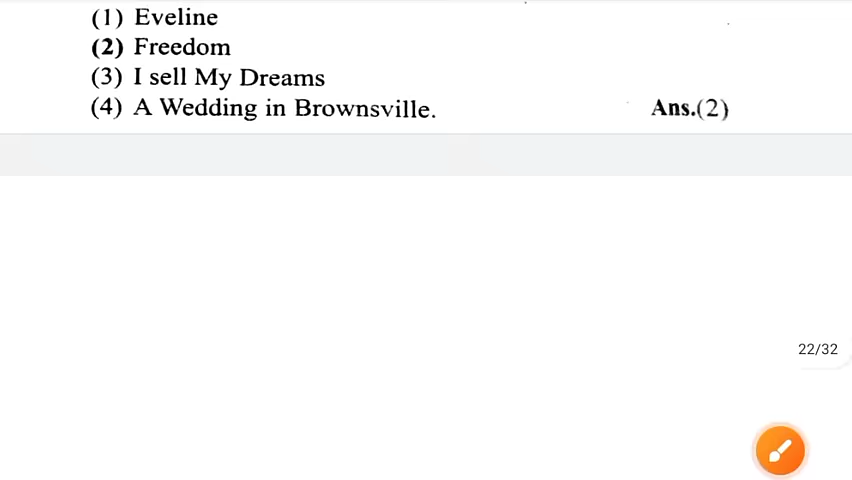 (1) Eveline
(2) Freedom
(3) I sell My Dreams
(4) A Wedding in Brownsville.
Ans.(2)
22/32